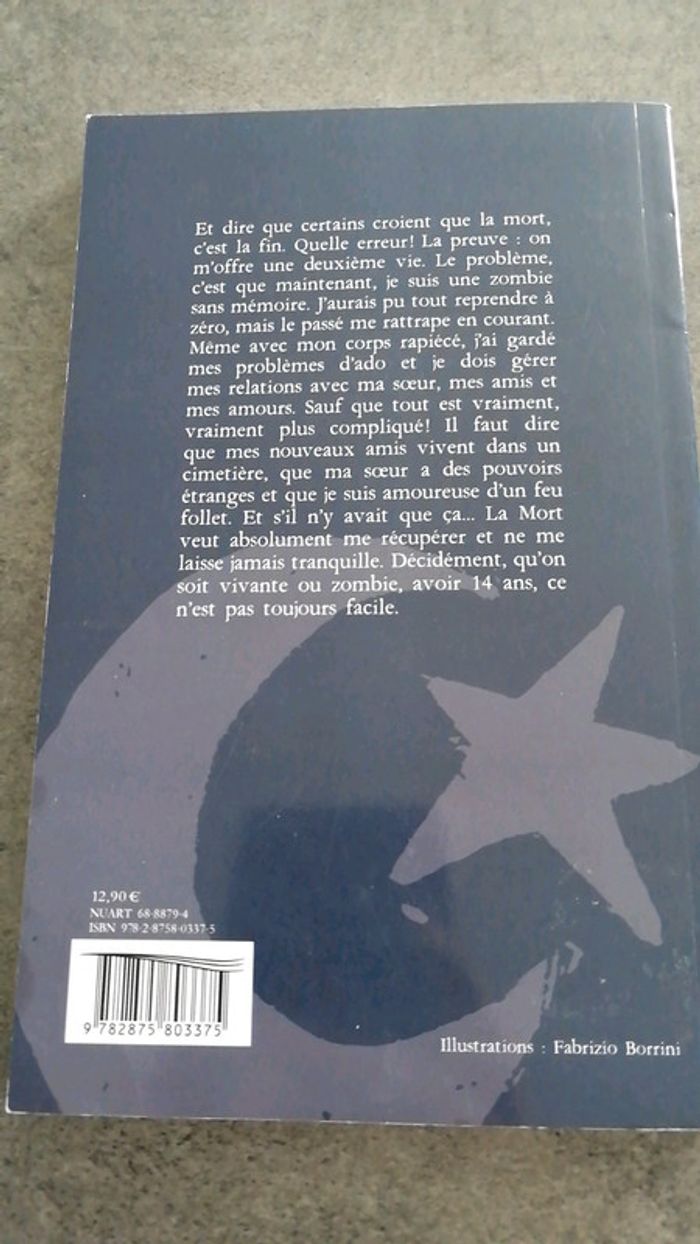 Et dire que certains croient que la mort,
c'est la fin. Quelle erreur! La preuve : on
m'offre une deuxième vie. Le problème,
c'est que maintenant, je suis une zombie
sans mémoire. J'aurais pu tout reprendre à
zéro, mais le passé me rattrape en courant.
Même avec mon corps rapiécé, j'ai gardé
mes problèmes d'ado et je dois gérer
mes relations avec ma sœur, mes amis et
mes amours. Sauf que tout est vraiment,
vraiment plus compliqué! Il faut dire
que mes nouveaux amis vivent dans un
cimetière, que ma sœur a des pouvoirs
étranges et que je suis amoureuse d'un feu
follet. Et s'il n'y avait que ça... La Mort
veut absolument me récupérer et ne me
laisse jamais tranquille. Décidément, qu'on
soit vivante ou zombie, avoir 14 ans, ce
n'est pas toujours facile.
12,90 €
NUART 68-8879-4
ISBN 978-2-8758-0337-5
9 782875 803375
Illustrations : Fabrizio Borrini